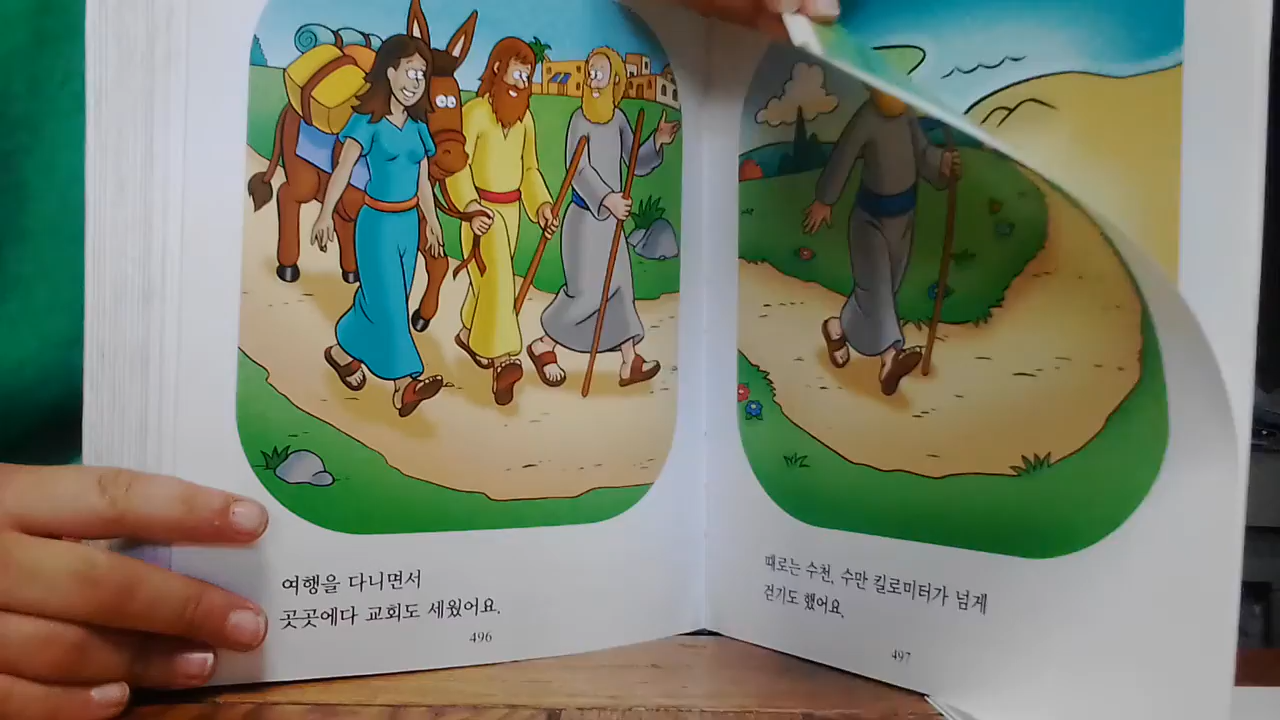 여행을 다니면서
곳곳에다 교회도 세웠어요.
496
때로는 수천, 수만 킬로미터가 넘게
걷기도 했어요.
497